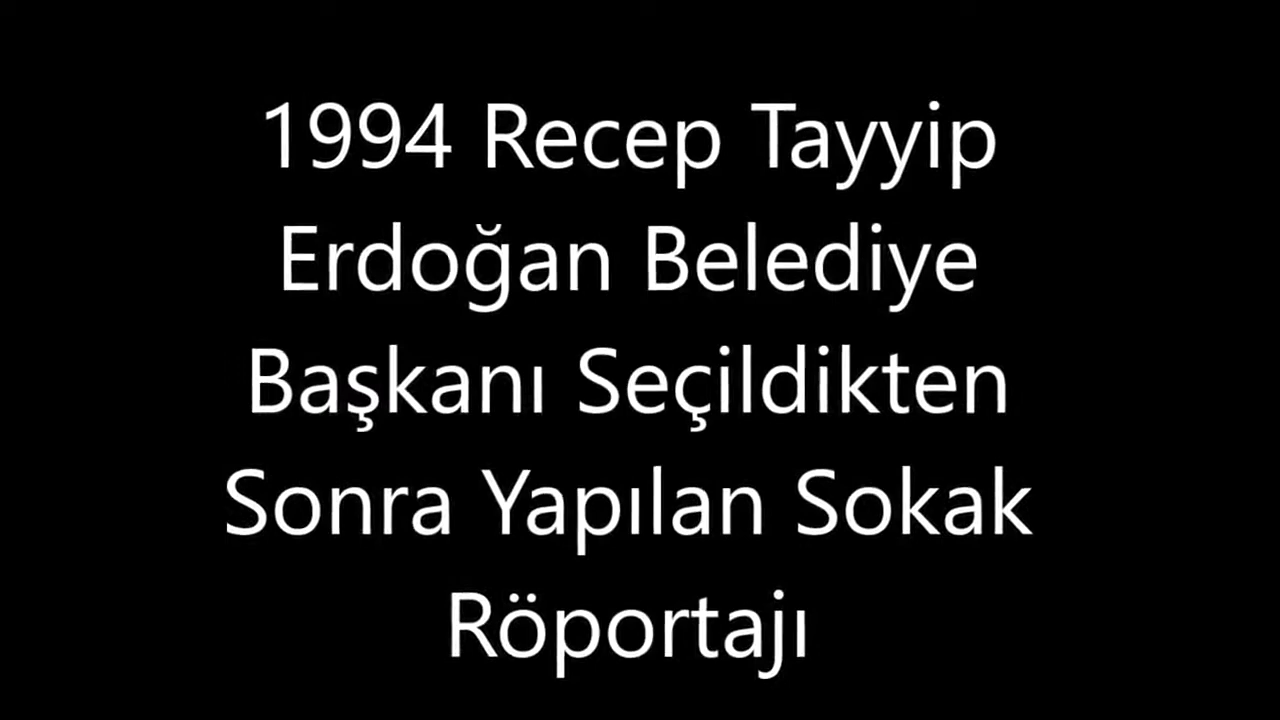 1994 Recep Tayyip
Erdoğan Belediye
Başkanı Seçildikten
Sonra Yapılan Sokak
Röportajı